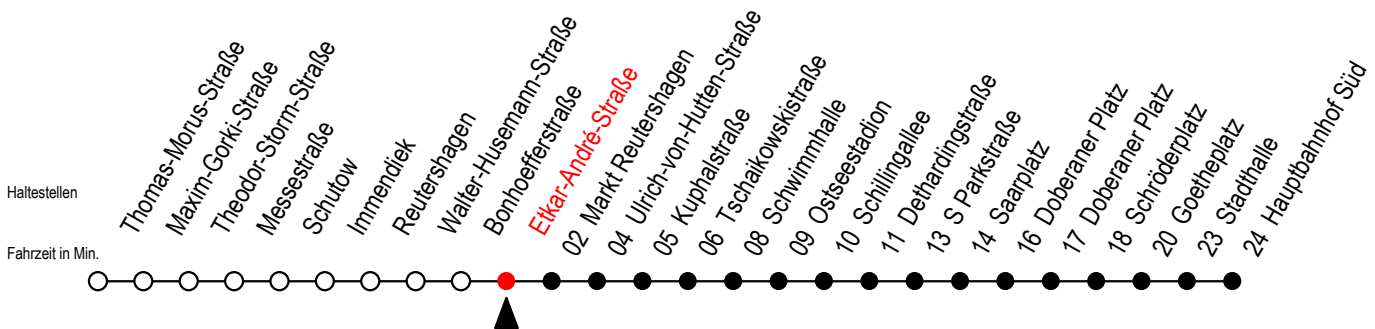 Haltestellen
Fahrzeit in Min.
Thomas-Morus-Straße
Maxim-Gorki-Straße
Theodor-Storm-Straße
Messestraße
Schutow
Immendiek
Reutershagen
Walter-Husemann-Straße
Bonhoefferstraße
Etkar-André-Straße
02 Markt Reutershagen
04 Ulrich-von-Hutten-Straße
05 Kuphalstraße
06 Tschaikowskistraße
08 Schwimmhalle
09 Ostseestadion
10 Schillingallee
11 Dethardingstraße
13 S Parkstraße
14 Saarplatz
16 Doberaner Platz
17 Doberaner Platz
18 Schröderplatz
20 Goetheplatz
23 Stadthalle
24 Hauptbahnhof Süd